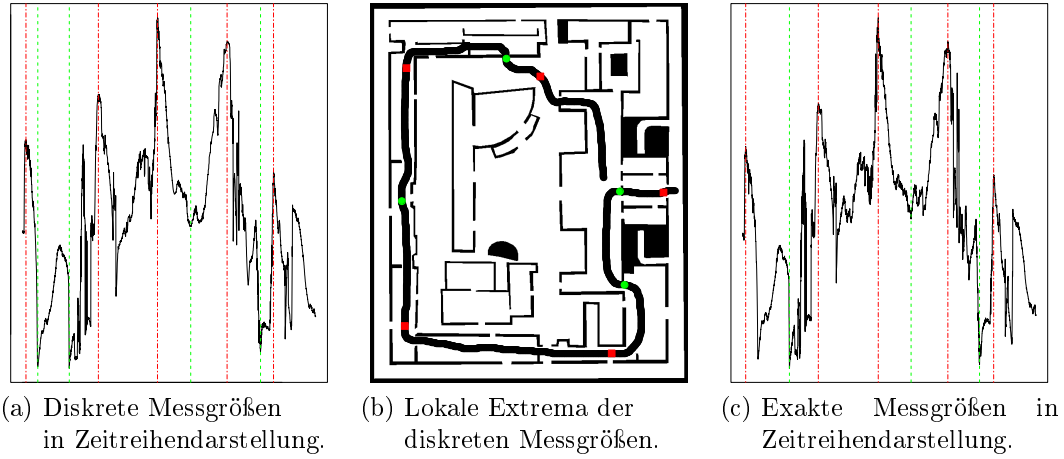 (a) Diskrete Messgrößen
in Zeitreihendarstellung.
(b) Lokale Extrema der
diskreten Messgrößen.
(c) Exakte Messgrößen in
Zeitreihendarstellung.